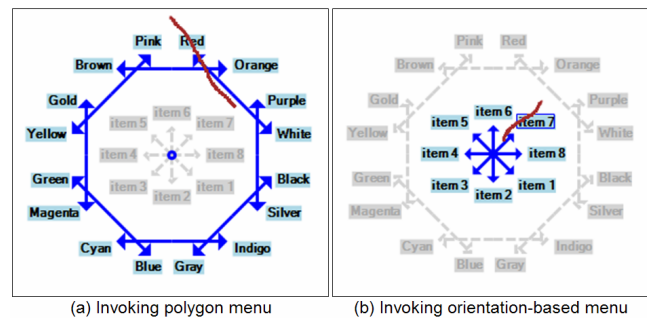 Pink Red
Brown Orange
Gold Purple
item 6
item 5 item 7
Yellow White
item 4 item 8
Green Black
item 3 item 1
item 2
Magenta Silver
Cyan Indigo
Blue Gray
(a) Invoking polygon menu
Pink Red
Brown Orange
Gold Purple
item 6
item 5 item 7
Yellow White
item 4 item 8
Green Black
item 3 item 1
item 2
Magenta Silver
Cyan Indigo
Blue Gray
(b) Invoking orientation-based menu